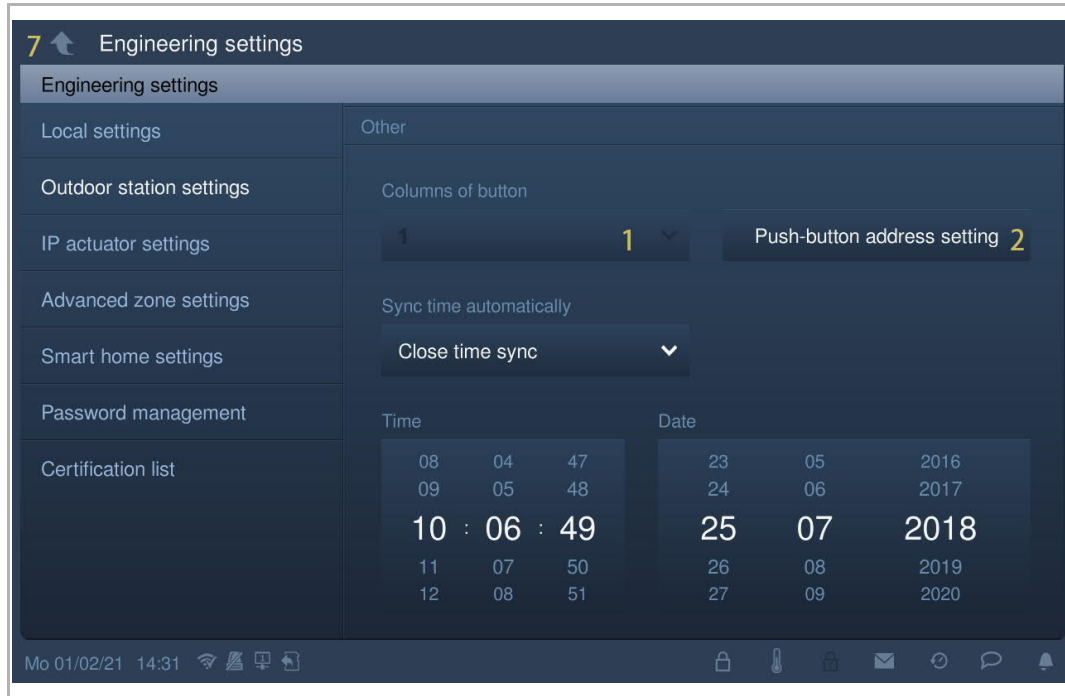 7 Engineering settings
Engineering settings
Local settings
Other
Outdoor station settings
Columns of button
IP actuator settings
1 1
Push-button address setting 2
Advanced zone settings
Sync time automatically
Smart home settings
Close time sync
Password management
Time
Date
Certification list
08 04 47 23 05 2016
09 05 48 24 06 2017
10 : 06 : 49 25 07 2018
11 07 50 26 08 2019
12 08 51 27 09 2020
Mo 01/02/21 14:31